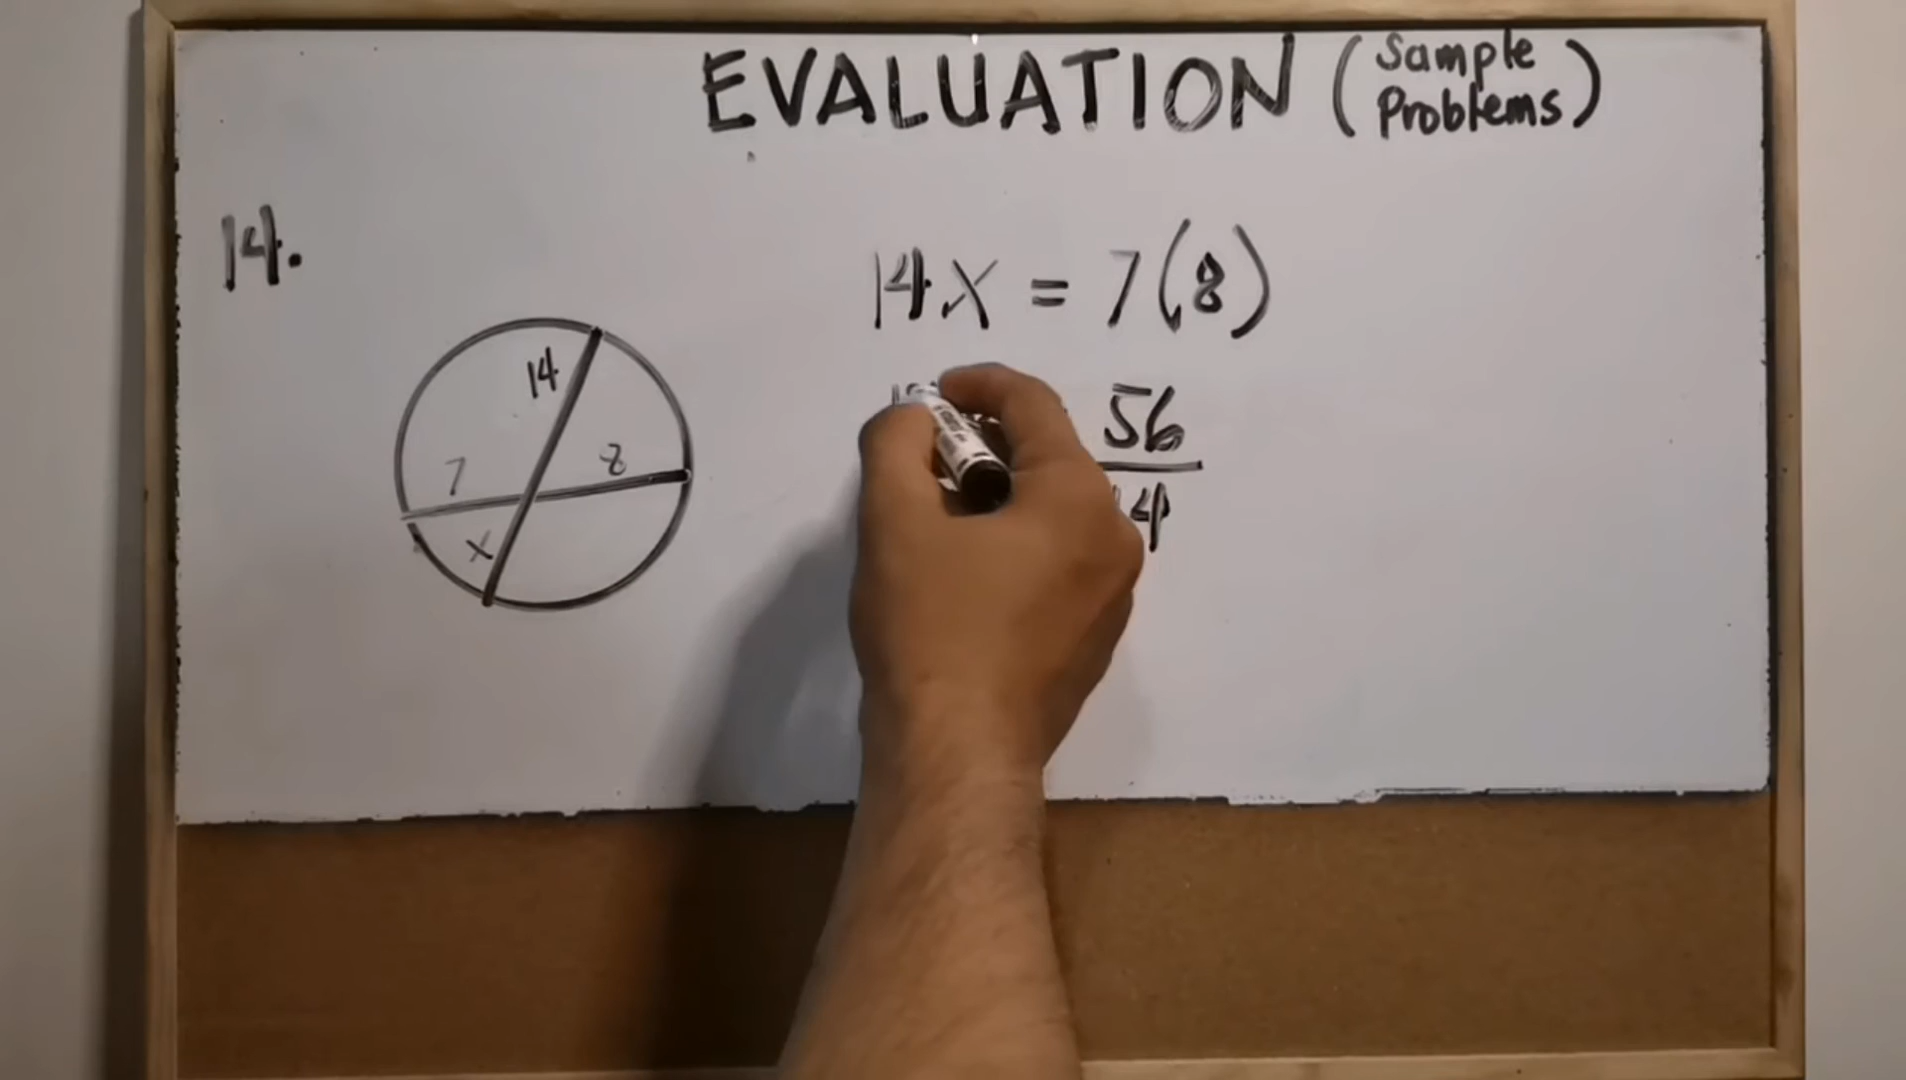 EVALUATION (Sample Problems)
14.
14
7
8
x
14x = 7(8)
56